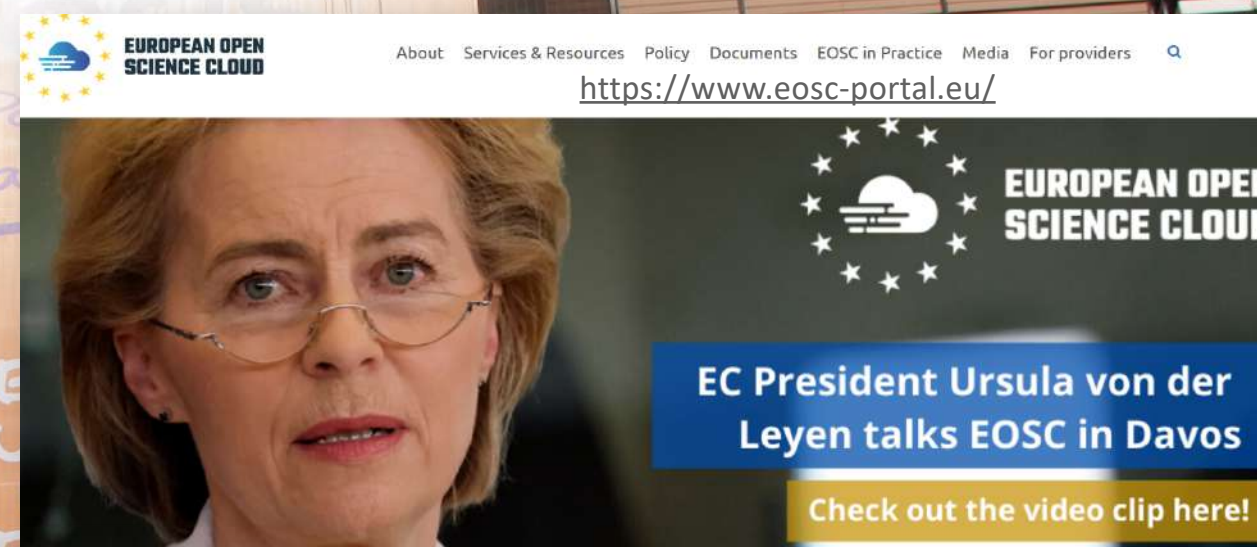 EUROPEAN OPEN
SCIENCE CLOUD
About Services & Resources Policy Documents EOSC in Practice Media For providers
https://www.eosc-portal.eu/
EUROPEAN OPEN
SCIENCE CLOUD
EC President Ursula von der
Leyen talks EOSC in Davos
Check out the video clip here!